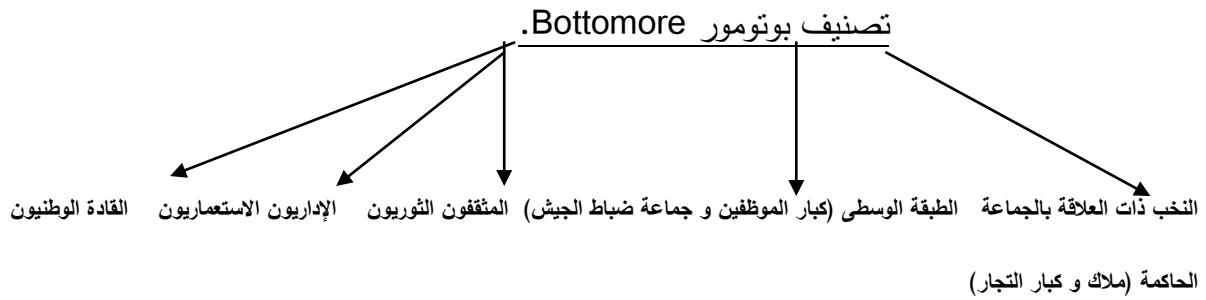 تصنيف بوتومور Bottomore.
النخب ذات العلاقة بالجماعة الطبقة الوسطى (كبار الموظفين و جماعة ضباط الجيش) المثقفون الثوريون الإداريون الاستعماريون القادة الوطنيون
الحاكمة (ملاك و كبار التجار)